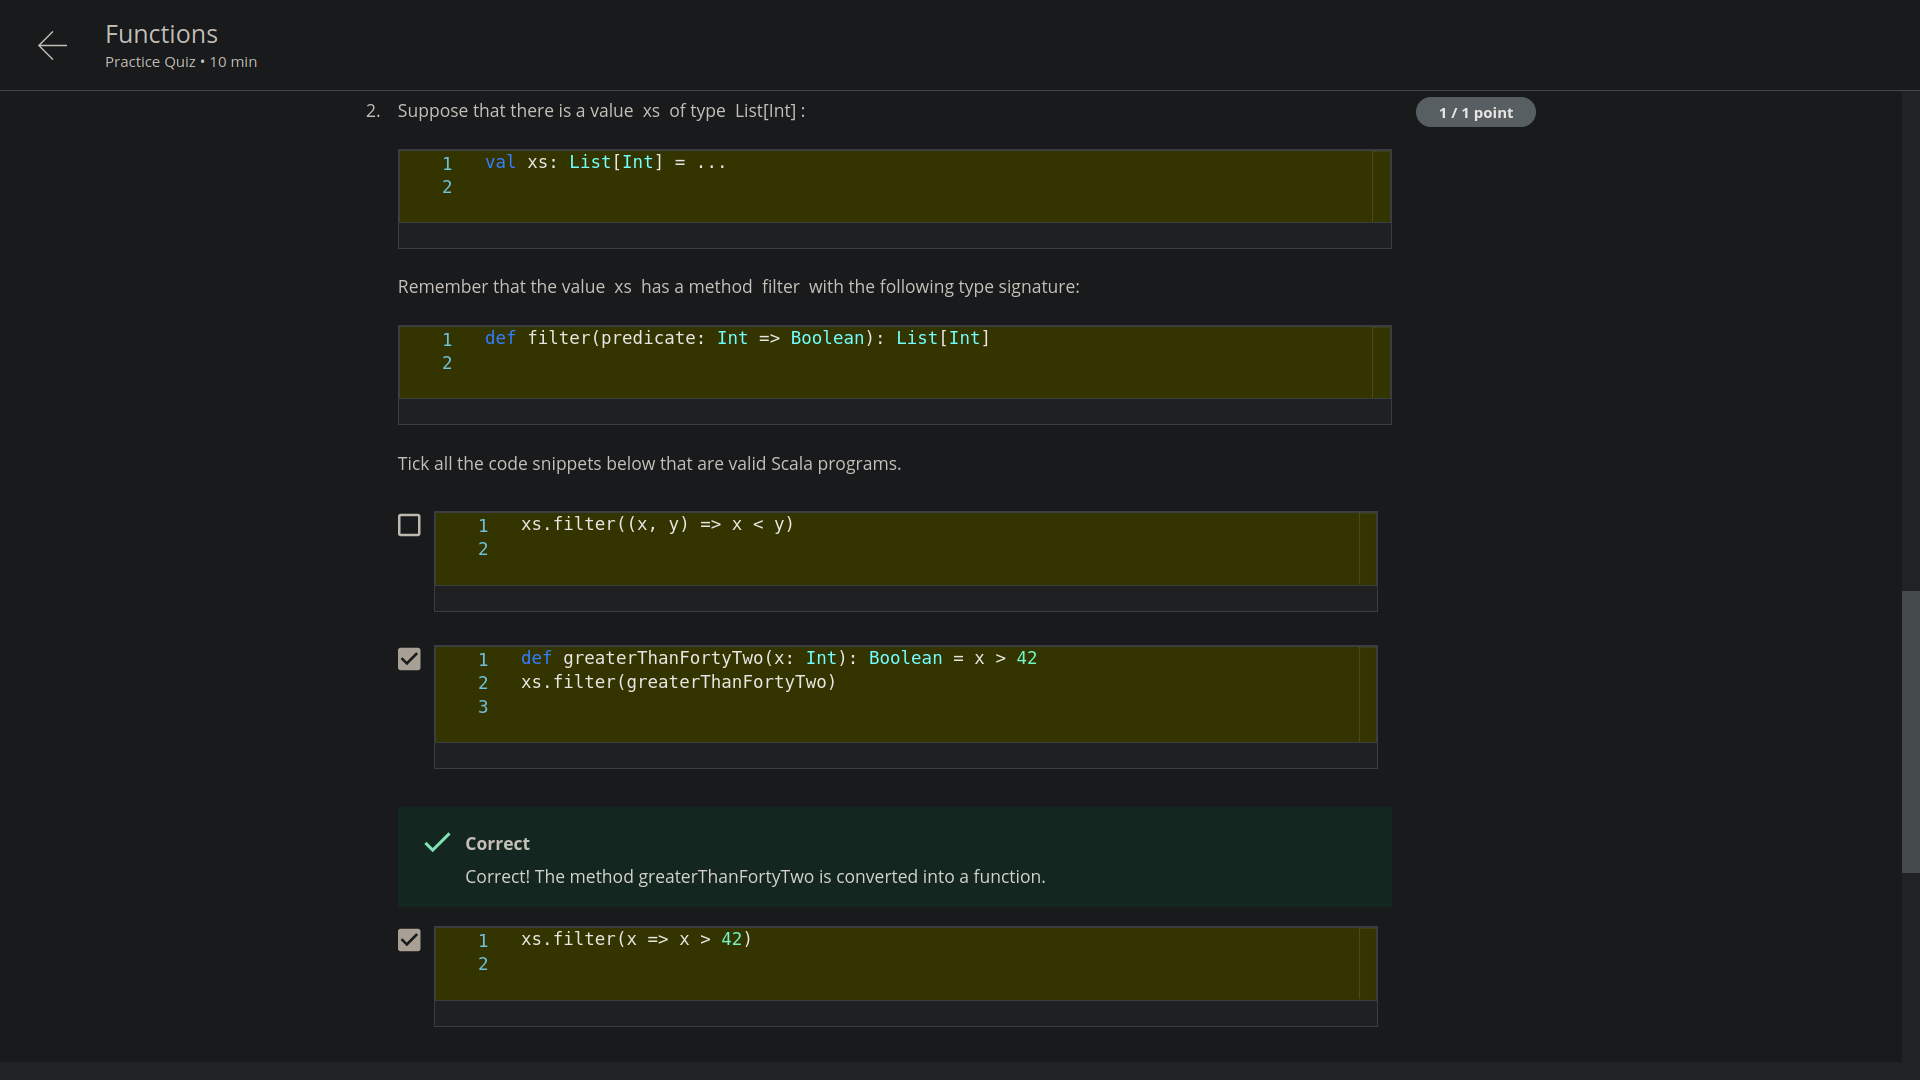 Functions
Practice Quiz • 10 min
2. Suppose that there is a value xs of type List[Int] :
1 / 1 point
1 val xs: List[Int] = ...
2
Remember that the value xs has a method filter with the following type signature:
1 def filter(predicate: Int => Boolean): List[Int]
2
Tick all the code snippets below that are valid Scala programs.
1 xs.filter((x, y) => x < y)
2
1 def greaterThanFortyTwo(x: Int): Boolean = x > 42
2 xs.filter(greaterThanFortyTwo)
3
Correct
Correct! The method greaterThanFortyTwo is converted into a function.
1 xs.filter(x => x > 42)
2